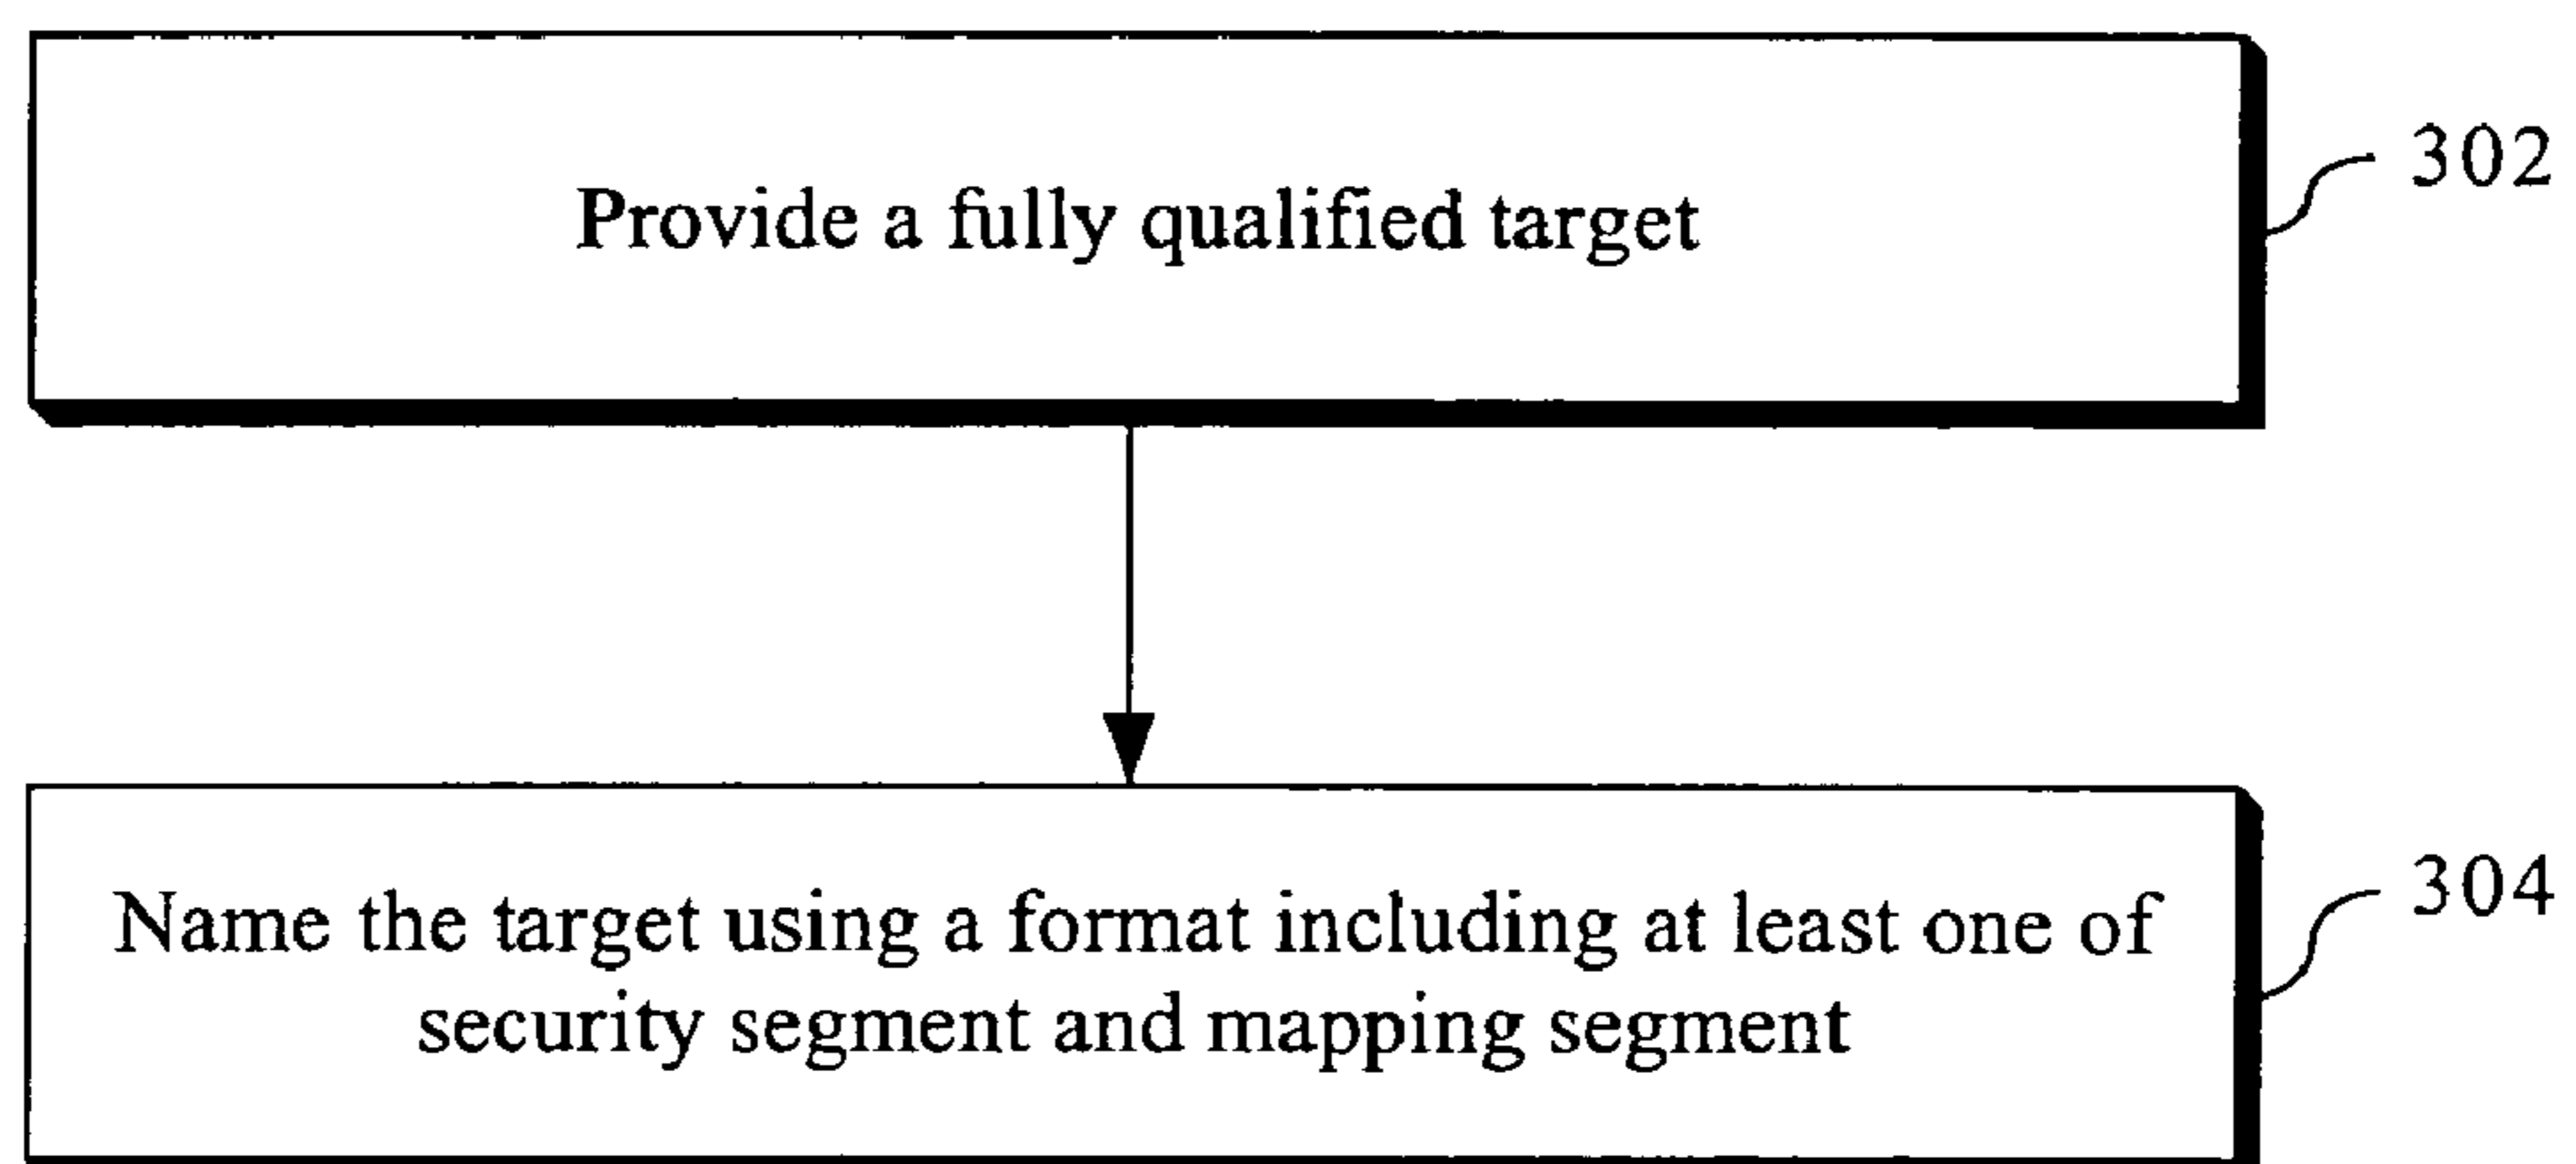 Provide a fully qualified target
302
Name the target using a format including at least one of
security segment and mapping segment
304